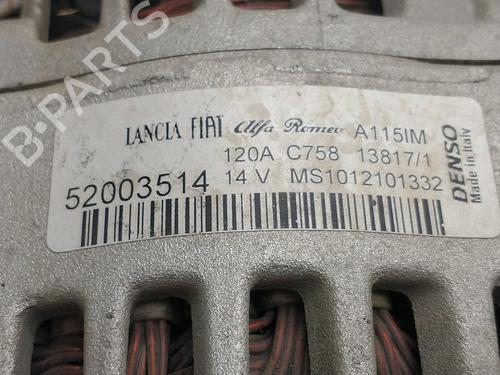 LANCIA FIAT Alfa Romeo A115IM
120A C758 13817/1
52003514 14 V MS1012101332
DENSO
Made in Italy
B-PARTS